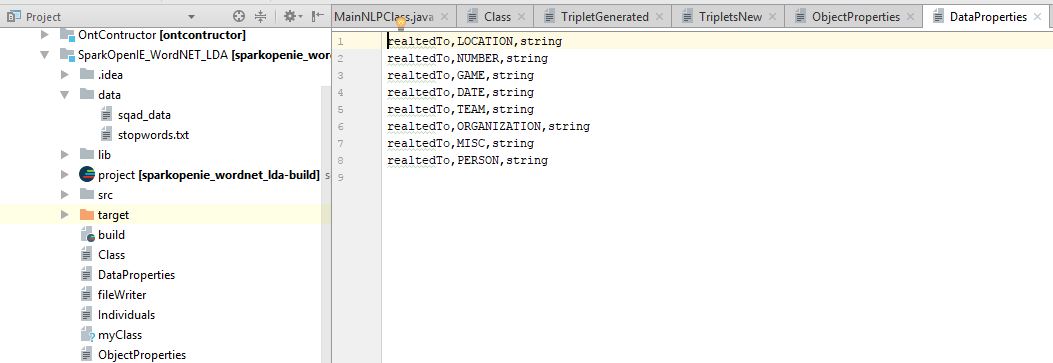 Project
MainNLPClass.java
Class
TripletGenerated
TripletsNew
ObjectProperties
DataProperties
OntContructor [ontcontructor]
SparkOpenIE_WordNET_LDA [sparkopenie_wor
.idea
data
sqad_data
stopwords.txt
lib
project [sparkopenie_wordnet_lda-build] s
src
target
build
Class
DataProperties
fileWriter
Individuals
myClass
ObjectProperties
1 realtedTo,LOCATION,string
2 realtedTo,NUMBER,string
3 realtedTo,GAME,string
4 realtedTo,DATE,string
5 realtedTo,TEAM,string
6 realtedTo,ORGANIZATION,string
7 realtedTo,MISC,string
8 realtedTo,PERSON,string
9